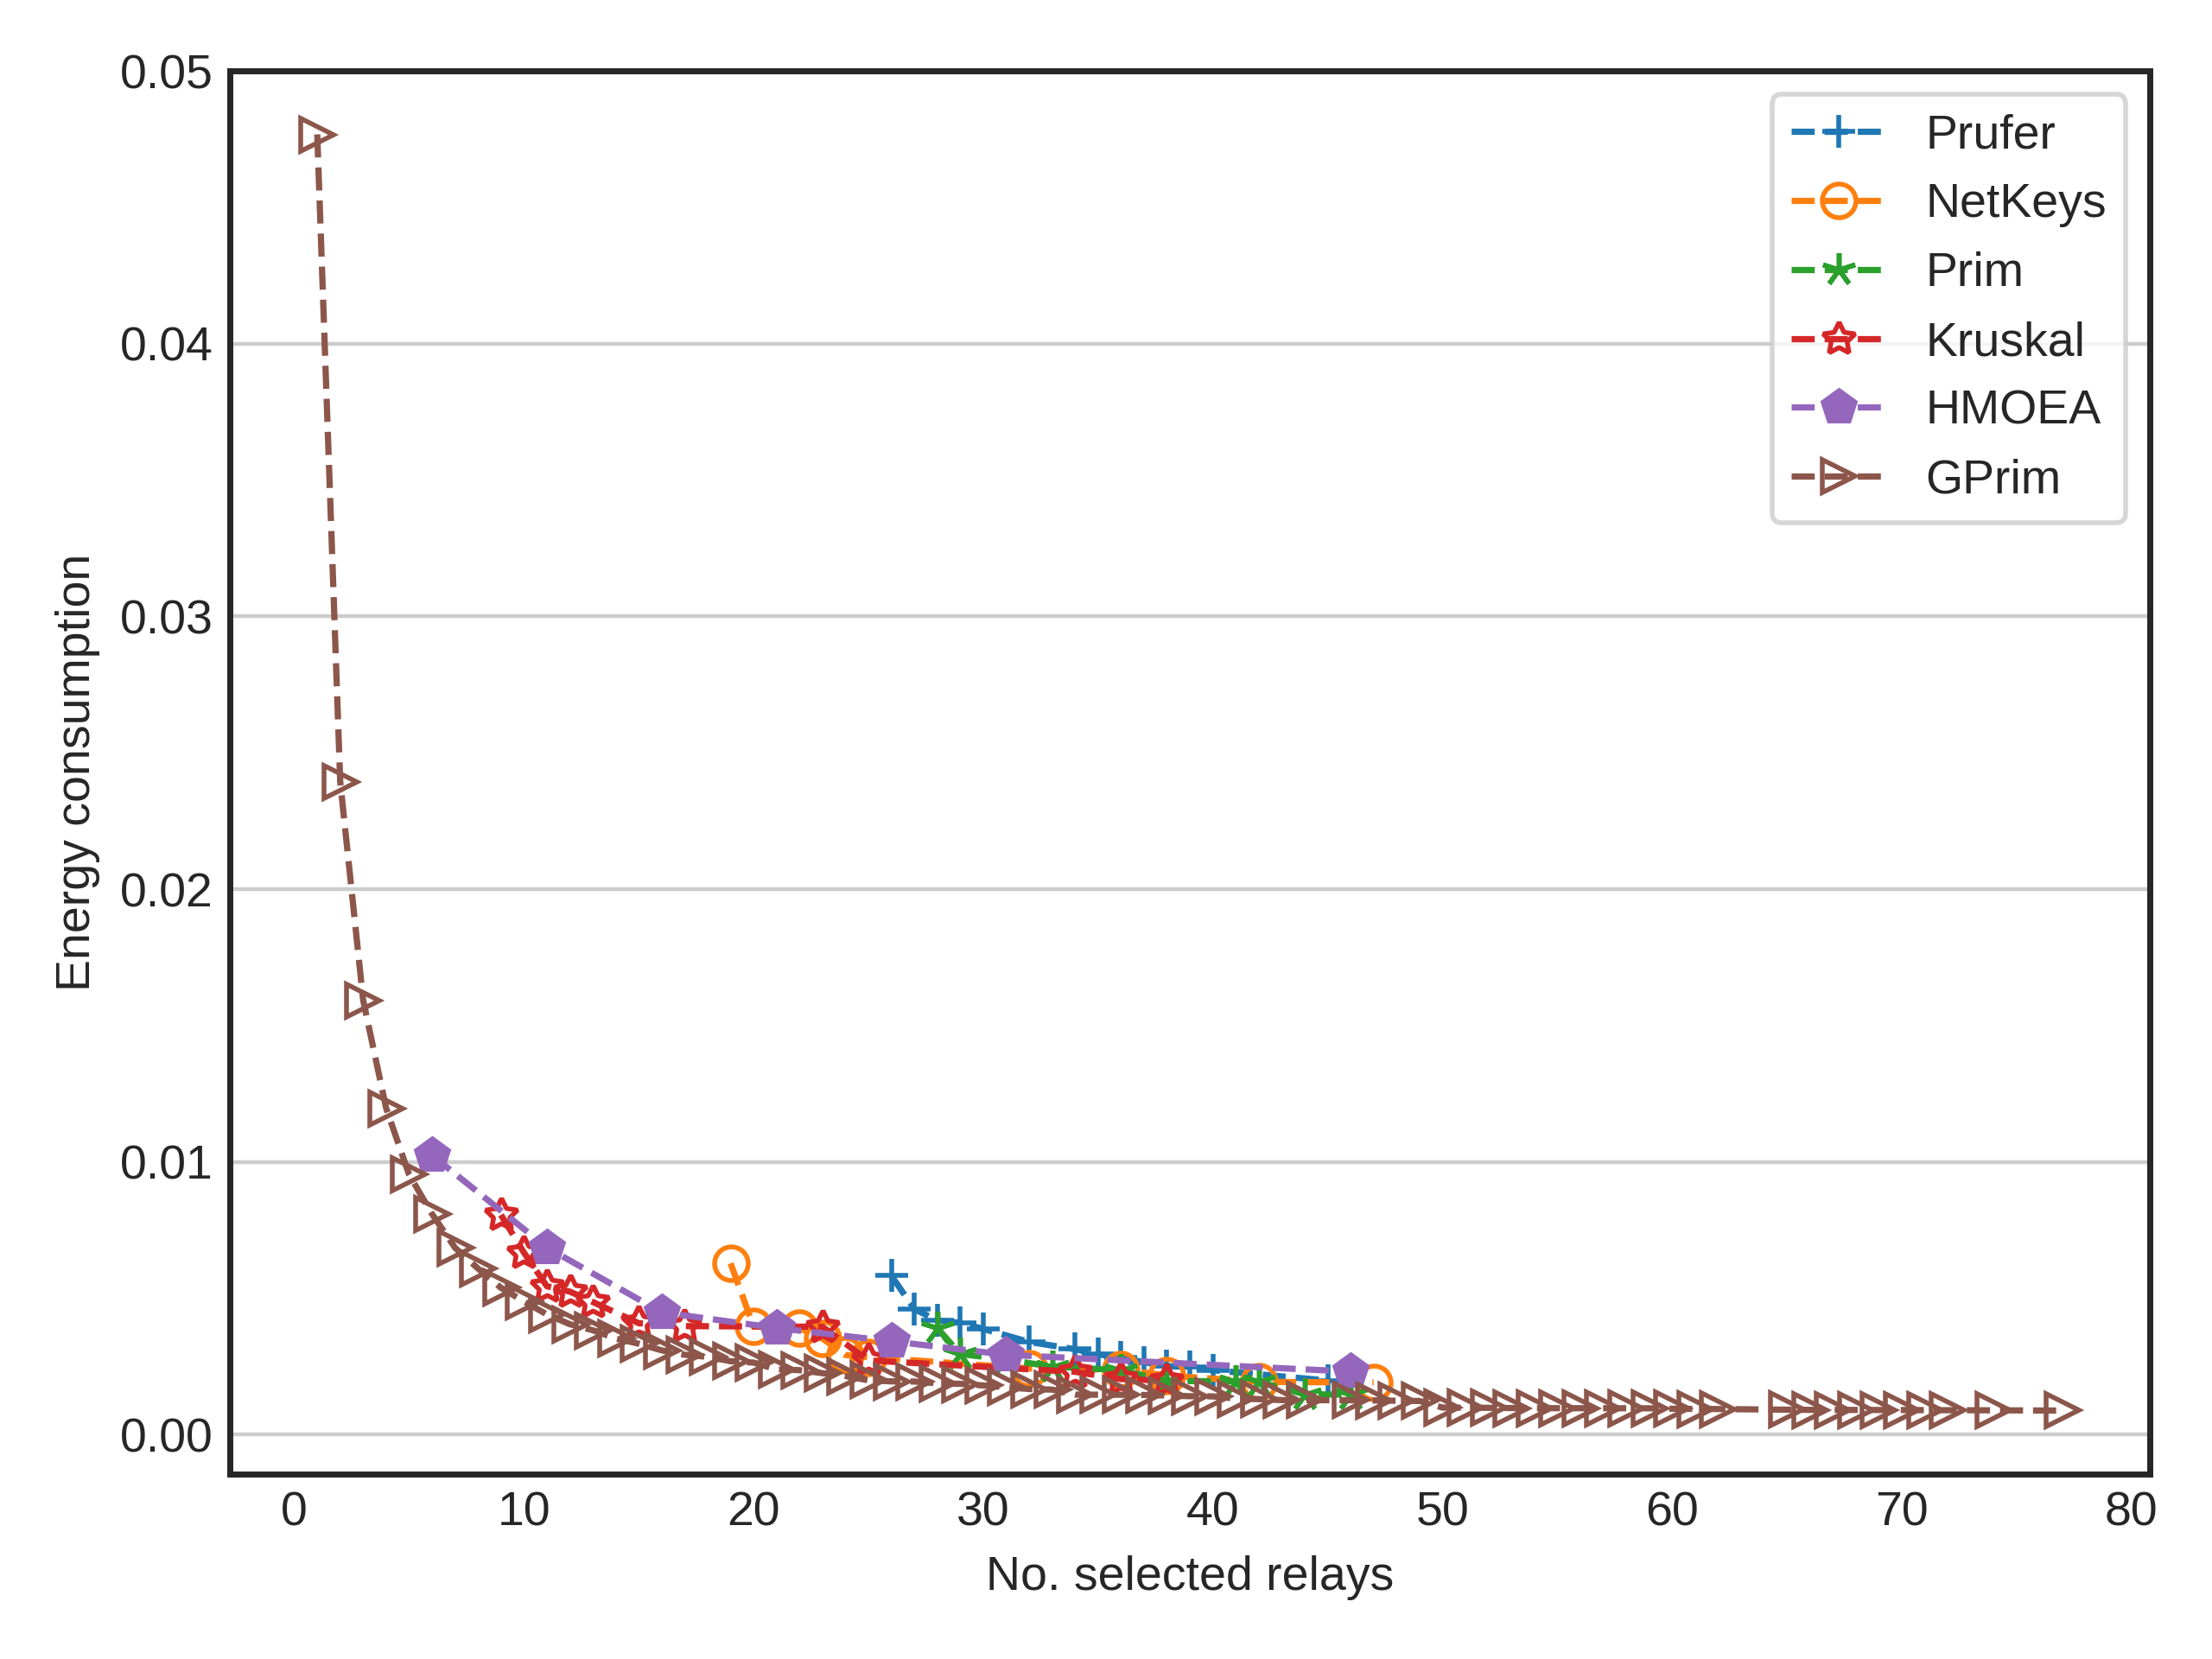 0.05
0.04
0.03
0.02
0.01
0.00
Energy consumption
Prufer
NetKeys
Prim
Kruskal
HMOEA
GPrim
0 10 20 30 40 50 60 70 80
No. selected relays